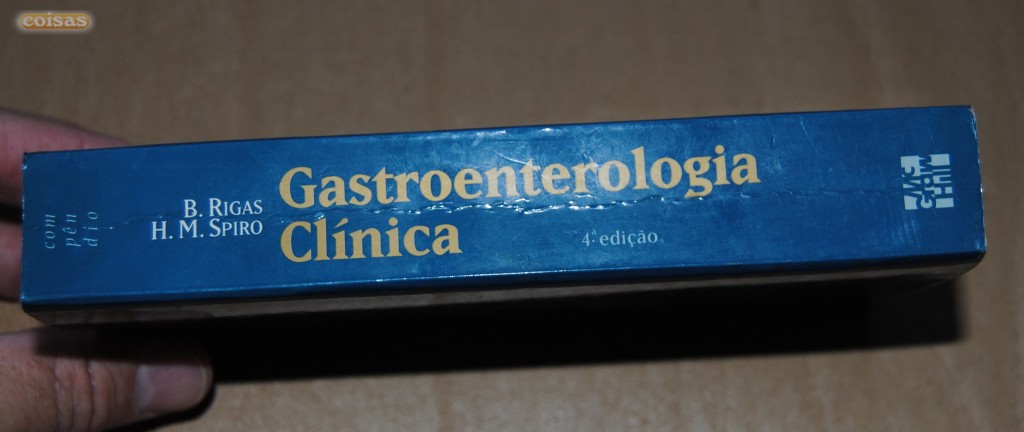 coisas
com
pên
dio
B. RIGAS
H. M. SPIRO
Gastroenterologia
Clínica
4ª edição
Mc
Graw
Hill